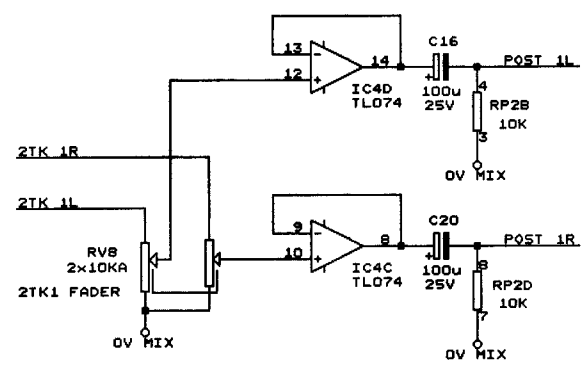 13
12
14
IC4D
TL074
C16
100u
25V
POST 1L
4
RP2B
10K
3
0V MIX
2TK 1R
2TK 1L
RV8
2x10KA
2TK1 FADER
0V MIX
9
10
8
IC4C
TL074
C20
100u
25V
POST 1R
8
RP2D
10K
7
0V MIX